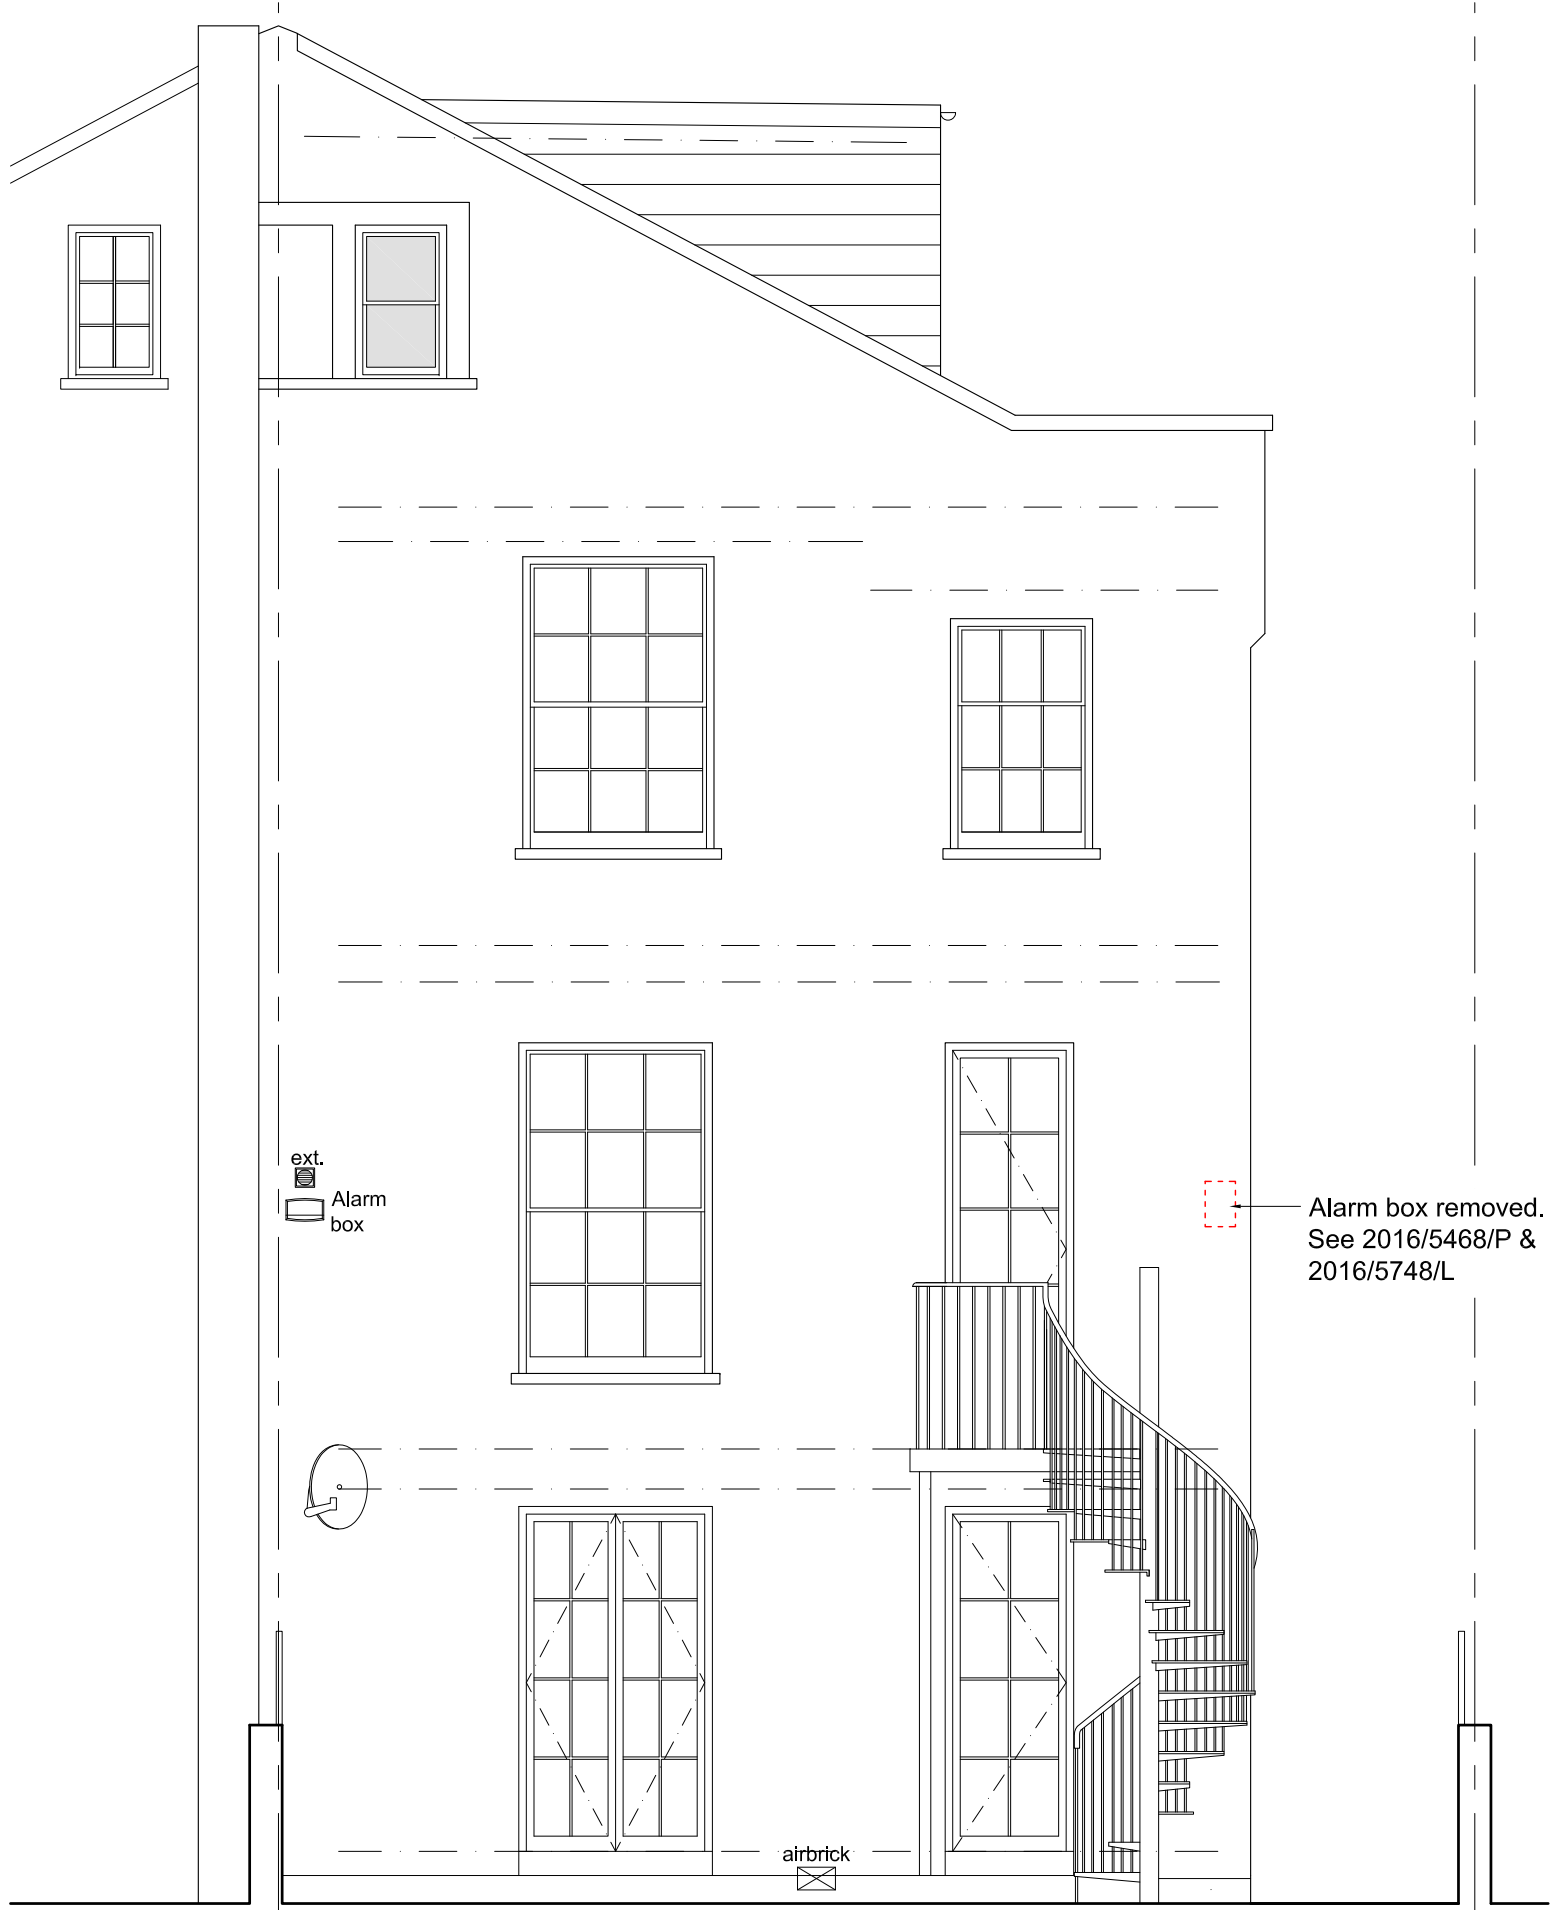 ext.
Alarm
box
Alarm box removed.
See 2016/5468/P &
2016/5748/L
airbrick